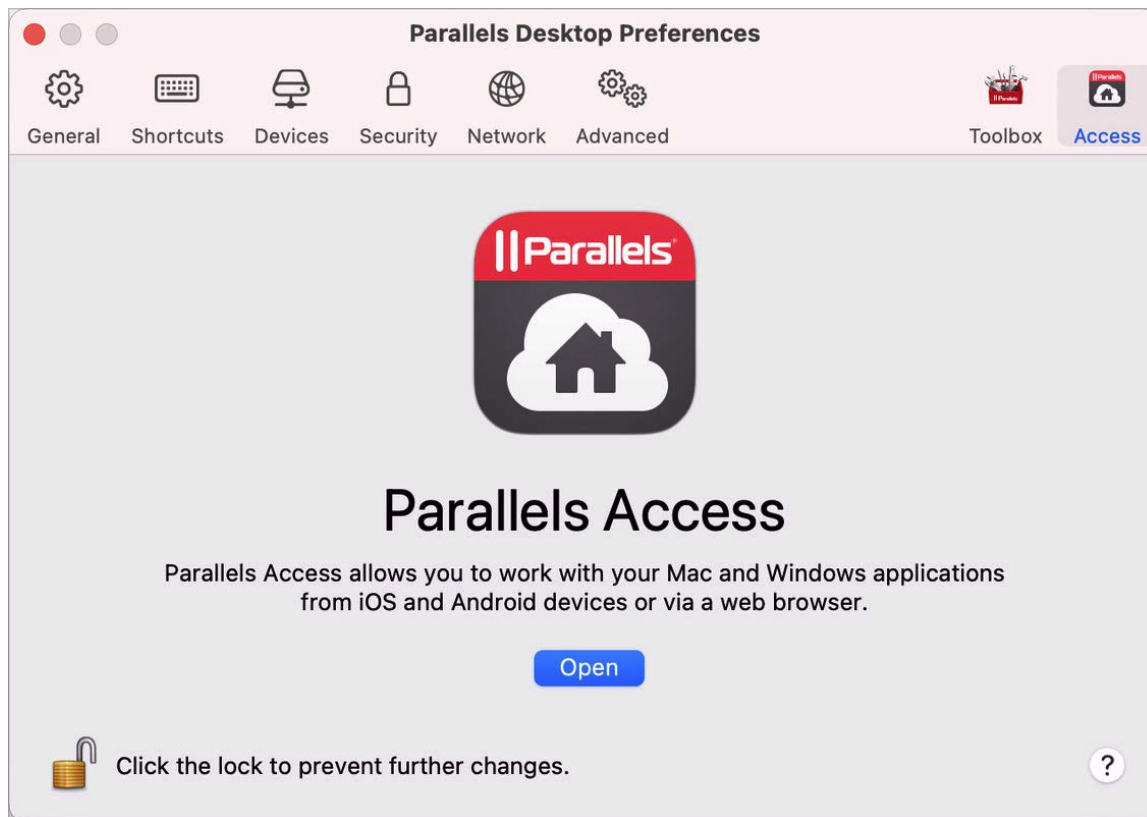 Parallels Desktop Preferences
General Shortcuts Devices Security Network Advanced Toolbox Access
|| Parallels
|| Parallels
|| Parallels®
Parallels Access
Parallels Access allows you to work with your Mac and Windows applications
from iOS and Android devices or via a web browser.
Open
Click the lock to prevent further changes.
?